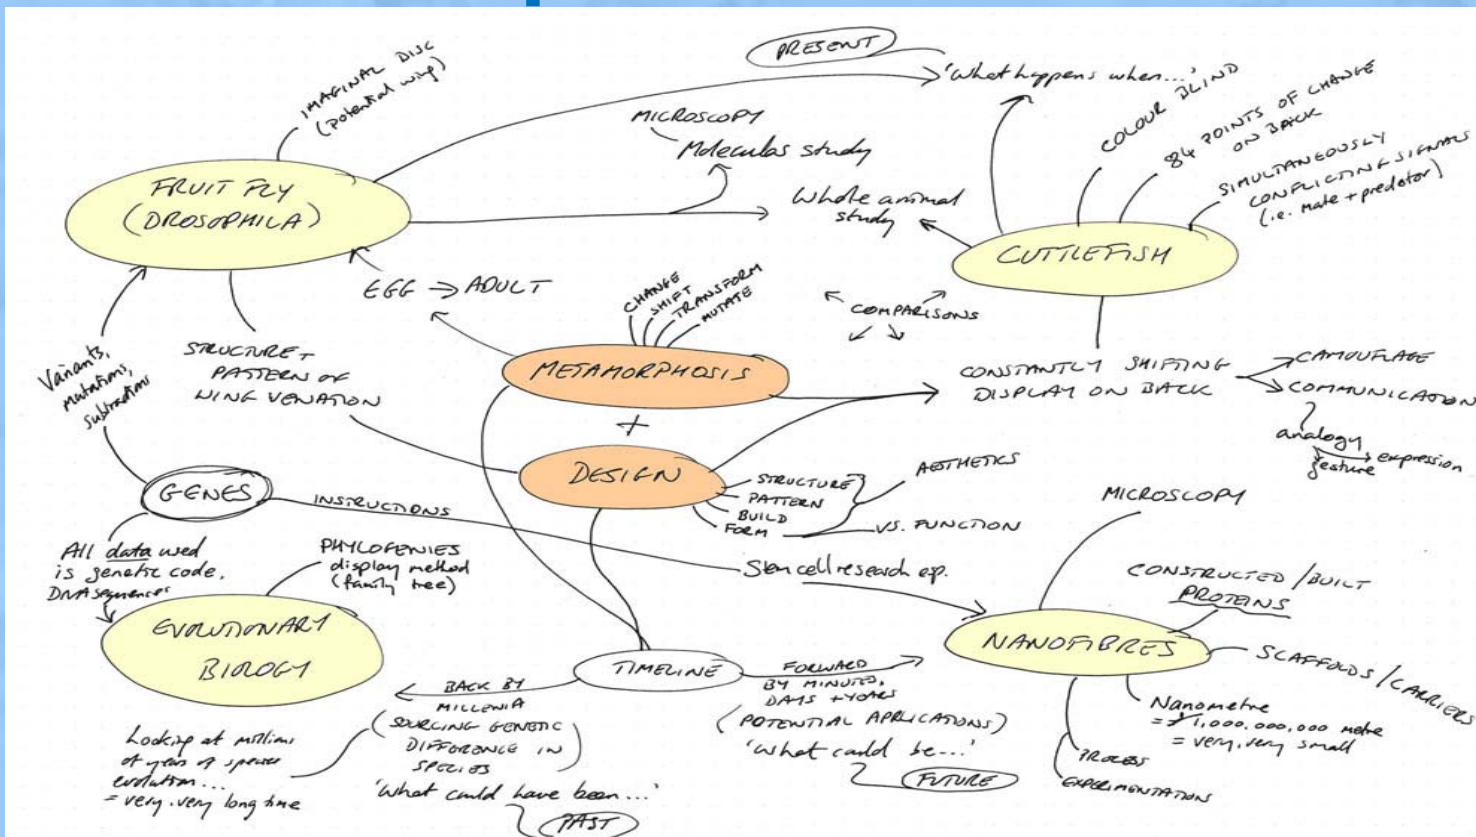 PRESENT
'What happens when...'
IMAGINAL DISC
(potential wing)
MICROSCOPY
Molecular study
COLOUR BLIND
84 POINTS OF CHANGE
ON BACK
SIMULTANEOUSLY
CONFLICTING SIGNALS
(i.e. mate + predator)
FRUIT FLY
(DROSOPHILA)
Whole animal
study
CUTTLEFISH
EGG → ADULT
CHANGE
SHIFT
TRANSFORM
MUTATE
COMPARISONS
Variants,
mutations,
subtractions
STRUCTURE +
PATTERN OF
WING VENATION
METAMORPHOSIS
+
DESIGN
CONSTANTLY SHIFTING
DISPLAY ON BACK
CAMOUFLAGE
COMMUNICATION
analogy
feature
expression
STRUCTURE
PATTERN
BUILD
FORM
AESTHETICS
VS. FUNCTION
GENES
INSTRUCTIONS
All data used
is genetic code,
DNA sequences
PHYLOGENIES
display method
(family tree)
Stem cell research esp.
MICROSCOPY
CONSTRUCTED/BUILT
PROTEINS
EVOLUTIONARY
BIOLOGY
TIMELINE
NANOFIBRES
SCAFFOLDS/CARRIERS
BACK BY
MILLENIA
(SOURCING GENETIC
DIFFERENCE IN
SPECIES)
'What could have been...'
PAST
FORWARD
BY MINUTES,
DAYS + YEARS
(POTENTIAL APPLICATIONS)
'What could be...'
FUTURE
Looking at millions
of years of species
evolution...
= very, very long time
Nanometre
= 1/1,000,000,000 metre
= very, very small
PROCESS
EXPERIMENTATION